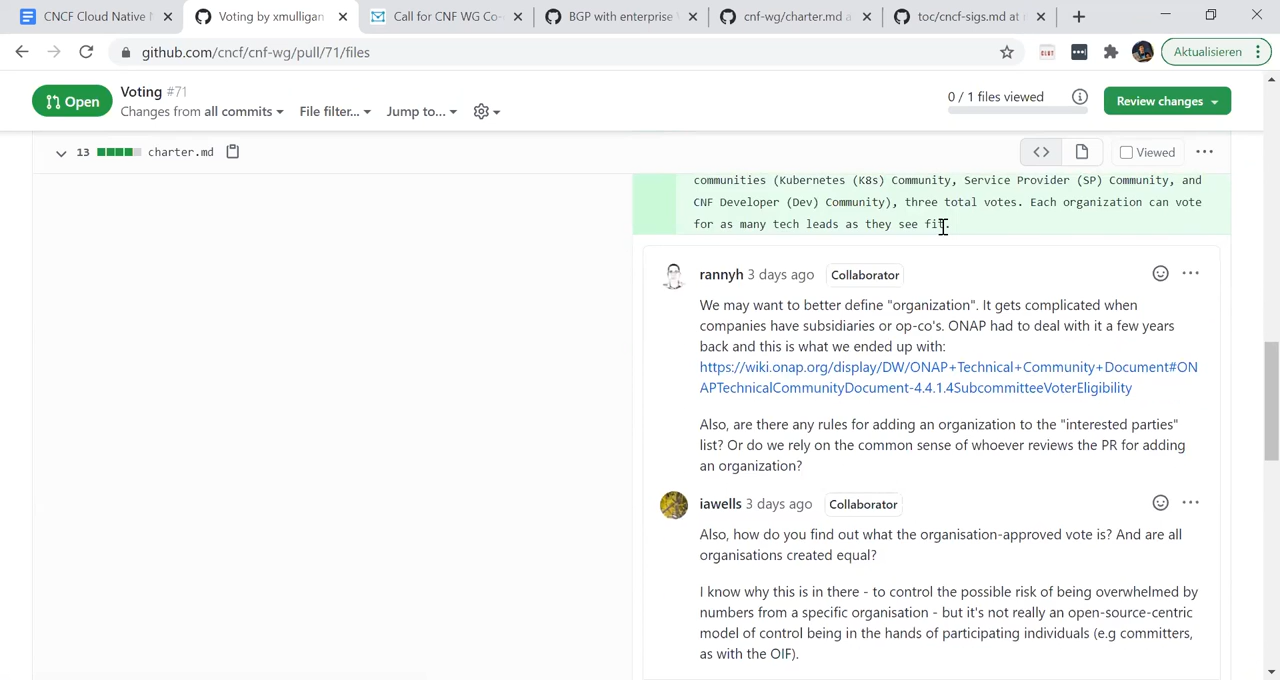 CNCF Cloud Native
Voting by xmulligan
Call for CNF WG Co-
BGP with enterprise
cnf-wg/charter.md a
toc/cncf-sigs.md at
github.com/cncf/cnf-wg/pull/71/files
Aktualisieren
Open
Voting #71
Changes from all commits
File filter...
Jump to...
0 / 1 files viewed
Review changes
13 charter.md
Viewed
communities (Kubernetes (K8s) Community, Service Provider (SP) Community, and
CNF Developer (Dev) Community), three total votes. Each organization can vote
for as many tech leads as they see fit.
rannyh 3 days ago Collaborator
We may want to better define "organization". It gets complicated when
companies have subsidiaries or op-co's. ONAP had to deal with it a few years
back and this is what we ended up with:
https://wiki.onap.org/display/DW/ONAP+Technical+Community+Document#ON
APTechnicalCommunityDocument-4.4.1.4SubcommitteeVoterEligibility
Also, are there any rules for adding an organization to the "interested parties"
list? Or do we rely on the common sense of whoever reviews the PR for adding
an organization?
iawells 3 days ago Collaborator
Also, how do you find out what the organisation-approved vote is? And are all
organisations created equal?
I know why this is in there - to control the possible risk of being overwhelmed by
numbers from a specific organisation - but it's not really an open-source-centric
model of control being in the hands of participating individuals (e.g committers,
as with the OIF).